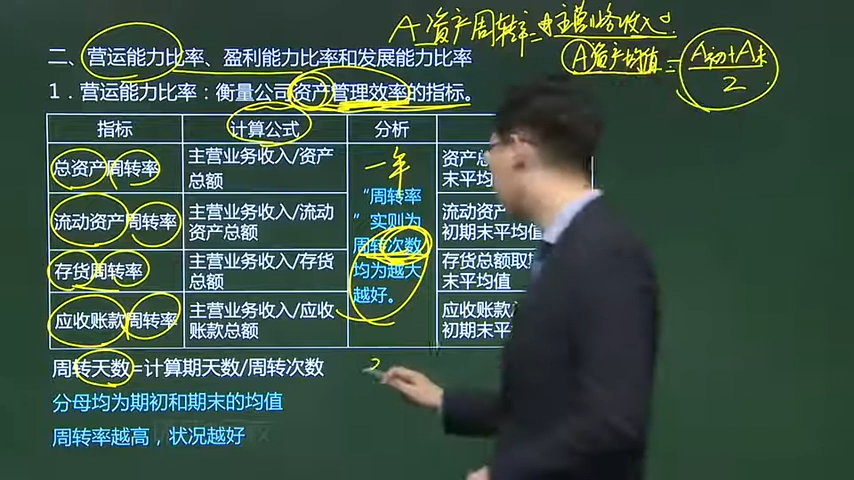 A资产周转率=主营业务收入
A资产均值=A初+A末
2
二、营运能力比率、盈利能力比率和发展能力比率
1．营运能力比率：衡量公司资产管理效率的指标。
指标 计算公式 分析
总资产周转率 主营业务收入/资产总额 资产总
末平均
一年
“周转率
”实则为
周转次数
均为越大
越好。
流动资产周转率 主营业务收入/流动资产总额 流动资产
初期末平均值
存货周转率 主营业务收入/存货总额 存货总额取
末平均值
应收账款周转率 主营业务收入/应收账款总额 应收账款
初期末平均值
周转天数=计算期天数/周转次数
分母均为期初和期末的均值
周转率越高，状况越好